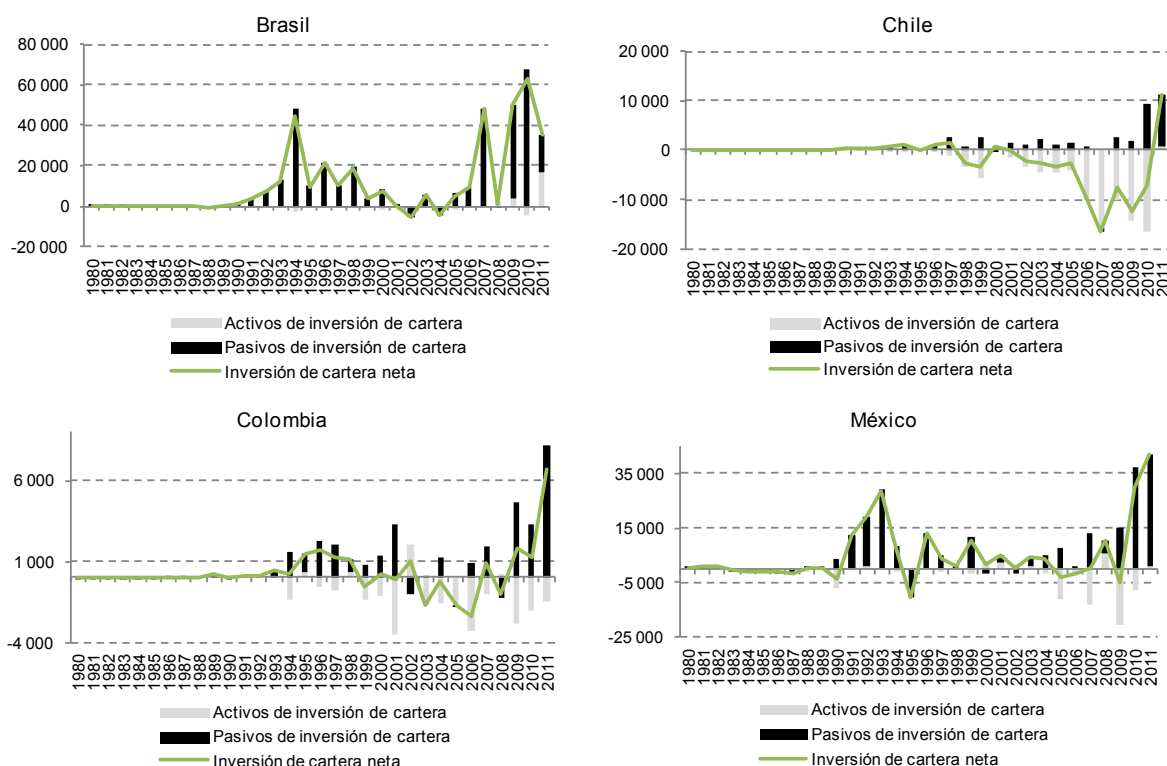 Brasil
80 000
60 000
40 000
20 000
0
-20 000
1980 1981 1982 1983 1984 1985 1986 1987 1988 1989 1990 1991 1992 1993 1994 1995 1996 1997 1998 1999 2000 2001 2002 2003 2004 2005 2006 2007 2008 2009 2010 2011
Activos de inversión de cartera
Pasivos de inversión de cartera
Inversión de cartera neta
Chile
20 000
10 000
0
-10 000
-20 000
1980 1981 1982 1983 1984 1985 1986 1987 1988 1989 1990 1991 1992 1993 1994 1995 1996 1997 1998 1999 2000 2001 2002 2003 2004 2005 2006 2007 2008 2009 2010 2011
Activos de inversión de cartera
Pasivos de inversión de cartera
Inversión de cartera neta
Colombia
6 000
1 000
-4 000
1980 1981 1982 1983 1984 1985 1986 1987 1988 1989 1990 1991 1992 1993 1994 1995 1996 1997 1998 1999 2000 2001 2002 2003 2004 2005 2006 2007 2008 2009 2010 2011
Activos de inversión de cartera
Pasivos de inversión de cartera
Inversión de cartera neta
México
35 000
15 000
-5 000
-25 000
1980 1981 1982 1983 1984 1985 1986 1987 1988 1989 1990 1991 1992 1993 1994 1995 1996 1997 1998 1999 2000 2001 2002 2003 2004 2005 2006 2007 2008 2009 2010 2011
Activos de inversión de cartera
Pasivos de inversión de cartera
Inversión de cartera neta